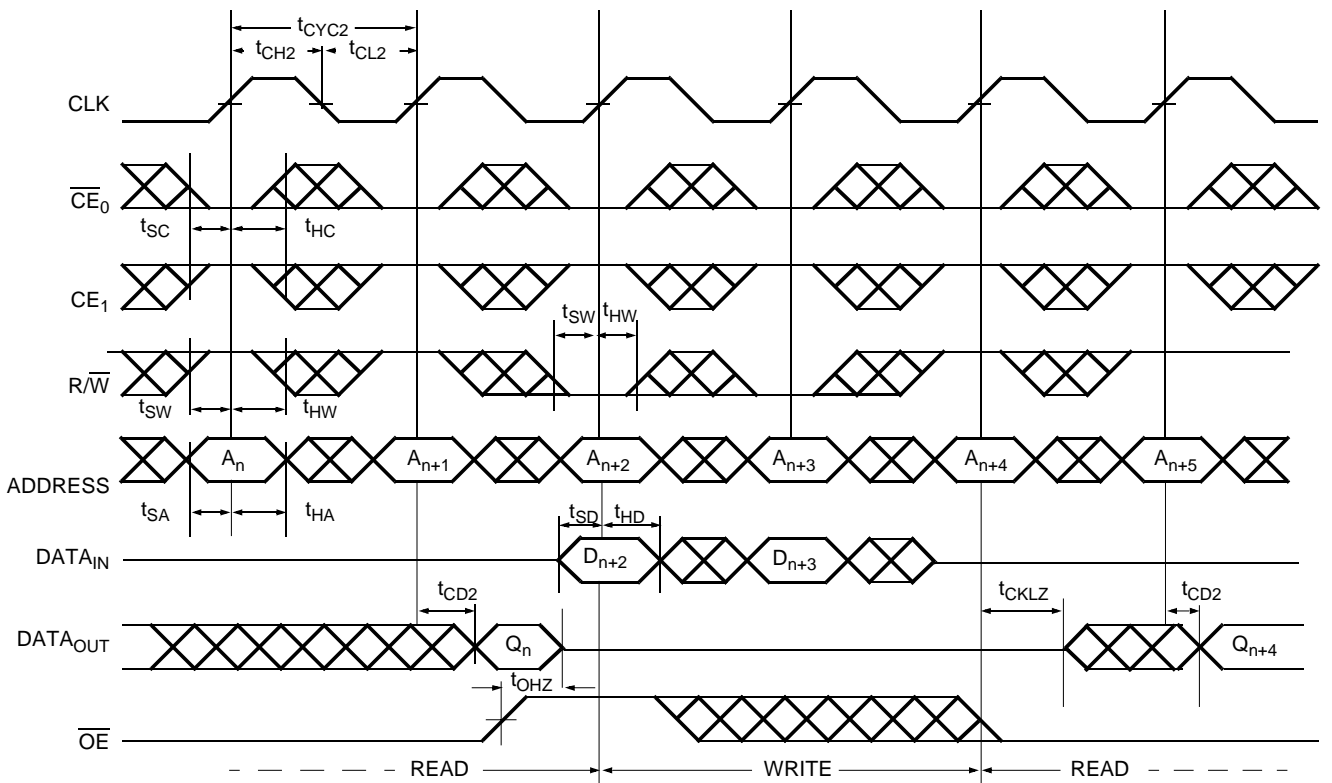 tCYC2
tCH2 tCL2
CLK
CE0
tSC tHC
CE1
tSW tHW
R/W
tSW tHW
An An+1 An+2 An+3 An+4 An+5
ADDRESS
tSA tHA tSD tHD
DATAIN Dn+2 Dn+3
tCD2 tCKLZ tCD2
DATAOUT Qn Qn+4
tOHZ
OE
READ WRITE READ